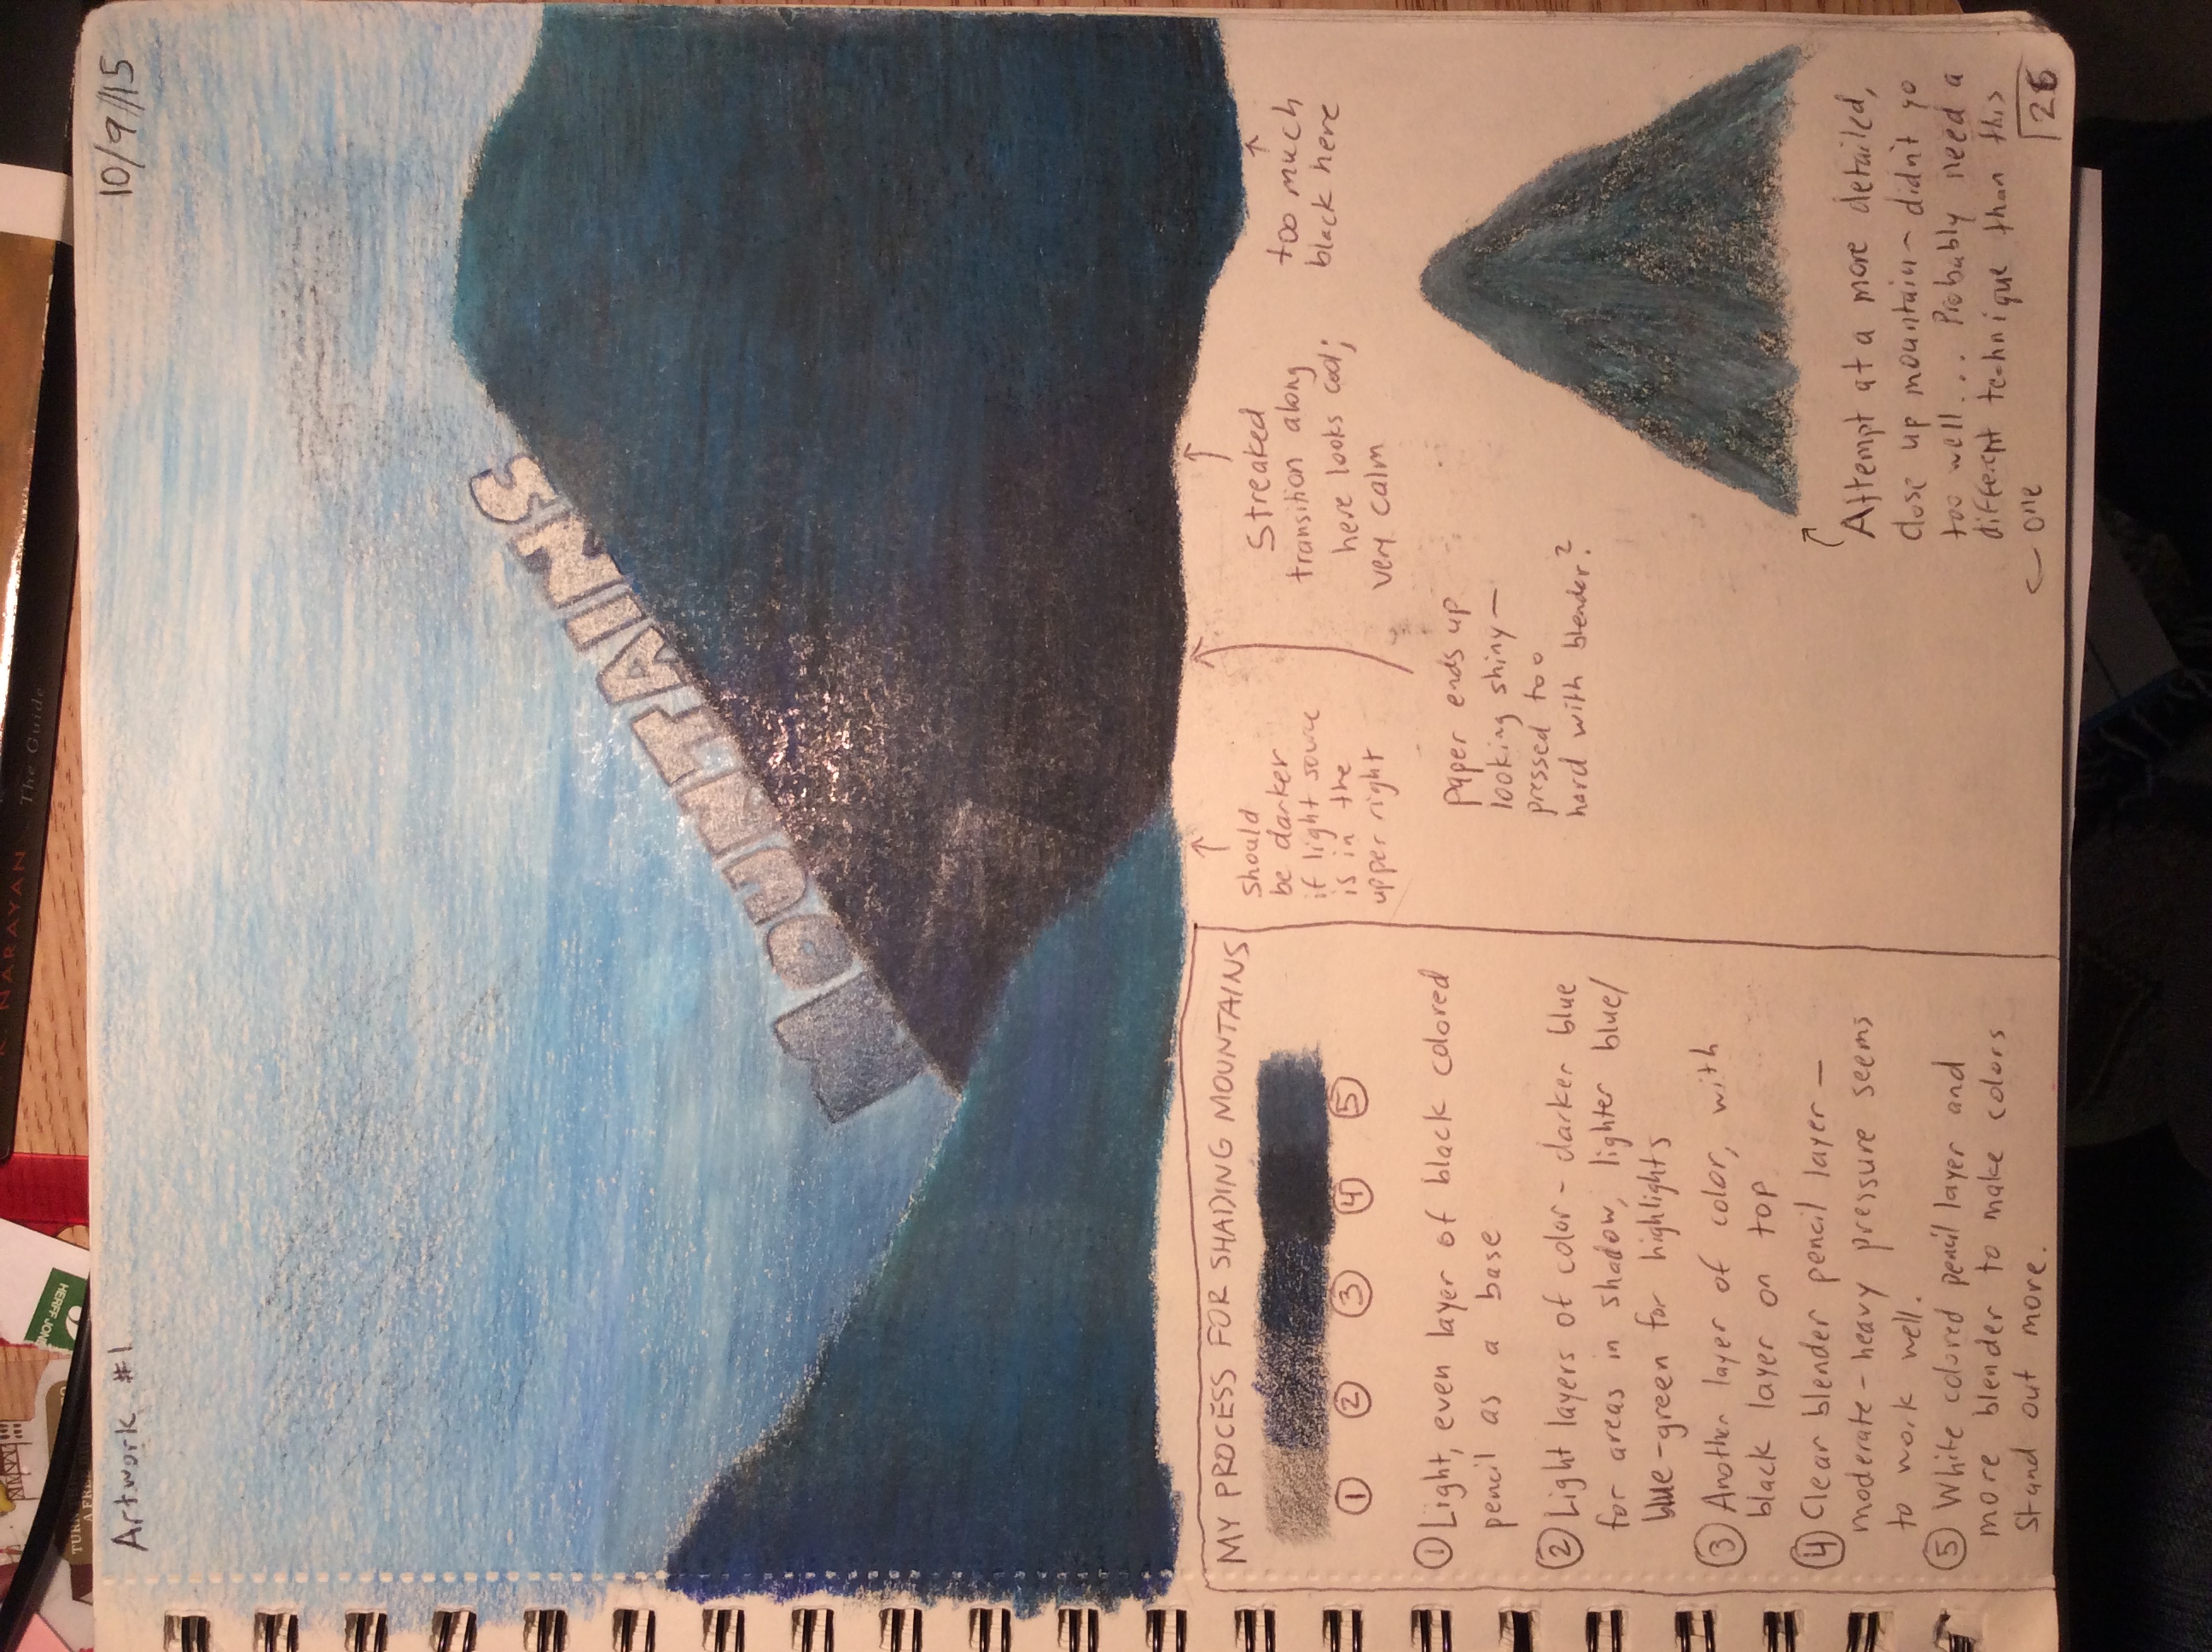 Artwork #1
10/9/15
MOUNTAINS
MY PROCESS FOR SHADING MOUNTAINS
1 2 3 4 5
① Light, even layer of black colored
pencil as a base
② Light layers of color - darker blue
for areas in shadow, lighter blue/
blue-green for highlights
③ Another layer of color, with
black layer on top
④ Clear blender pencil layer —
moderate-heavy pressure seems
to work well.
⑤ White colored pencil layer and
more blender to make colors
stand out more.
should
be darker
if light source
is in the
upper right
paper ends up
looking shiny —
pressed too
hard with blender?
Streaked
transition along
here looks cool;
very calm
too much
black here
Attempt at a more detailed,
close up mountain - didn't go
too well... Probably need a
different technique than this
one
26
NARAYAN The Guide
HERFF JON